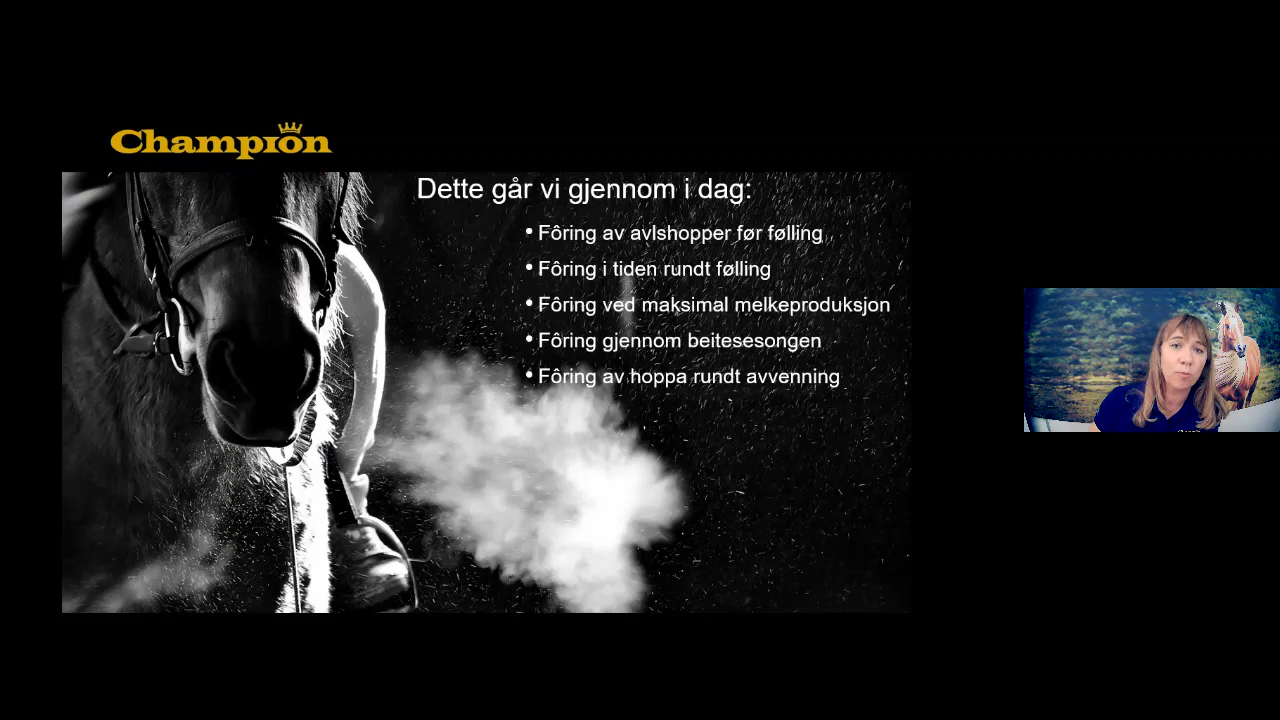 Champion
Dette går vi gjennom i dag:
• Fôring av avlshopper før følling
• Fôring i tiden rundt følling
• Fôring ved maksimal melkeproduksjon
• Fôring gjennom beitesesongen
• Fôring av hoppa rundt avvenning